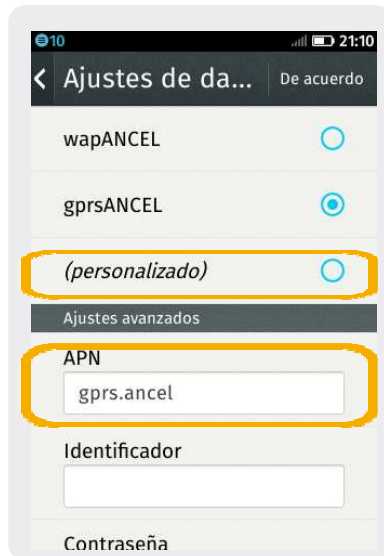 10 21:10
Ajustes de da... De acuerdo
wapANCEL
gprsANCEL
(personalizado)
Ajustes avanzados
APN
gprs.ancel
Identificador
Contraseña